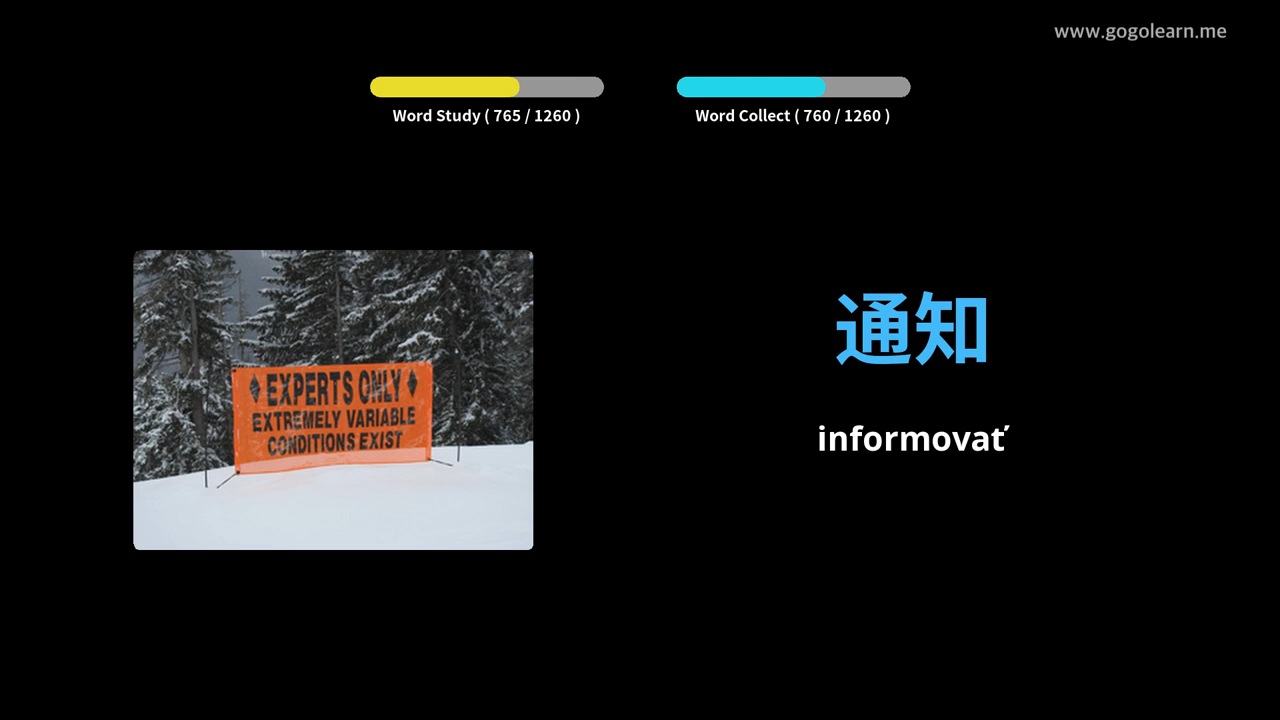 www.gogolearn.me
Word Study ( 765 / 1260 )
Word Collect ( 760 / 1260 )
EXPERTS ONLY
EXTREMELY VARIABLE
CONDITIONS EXIST
通知
informovať